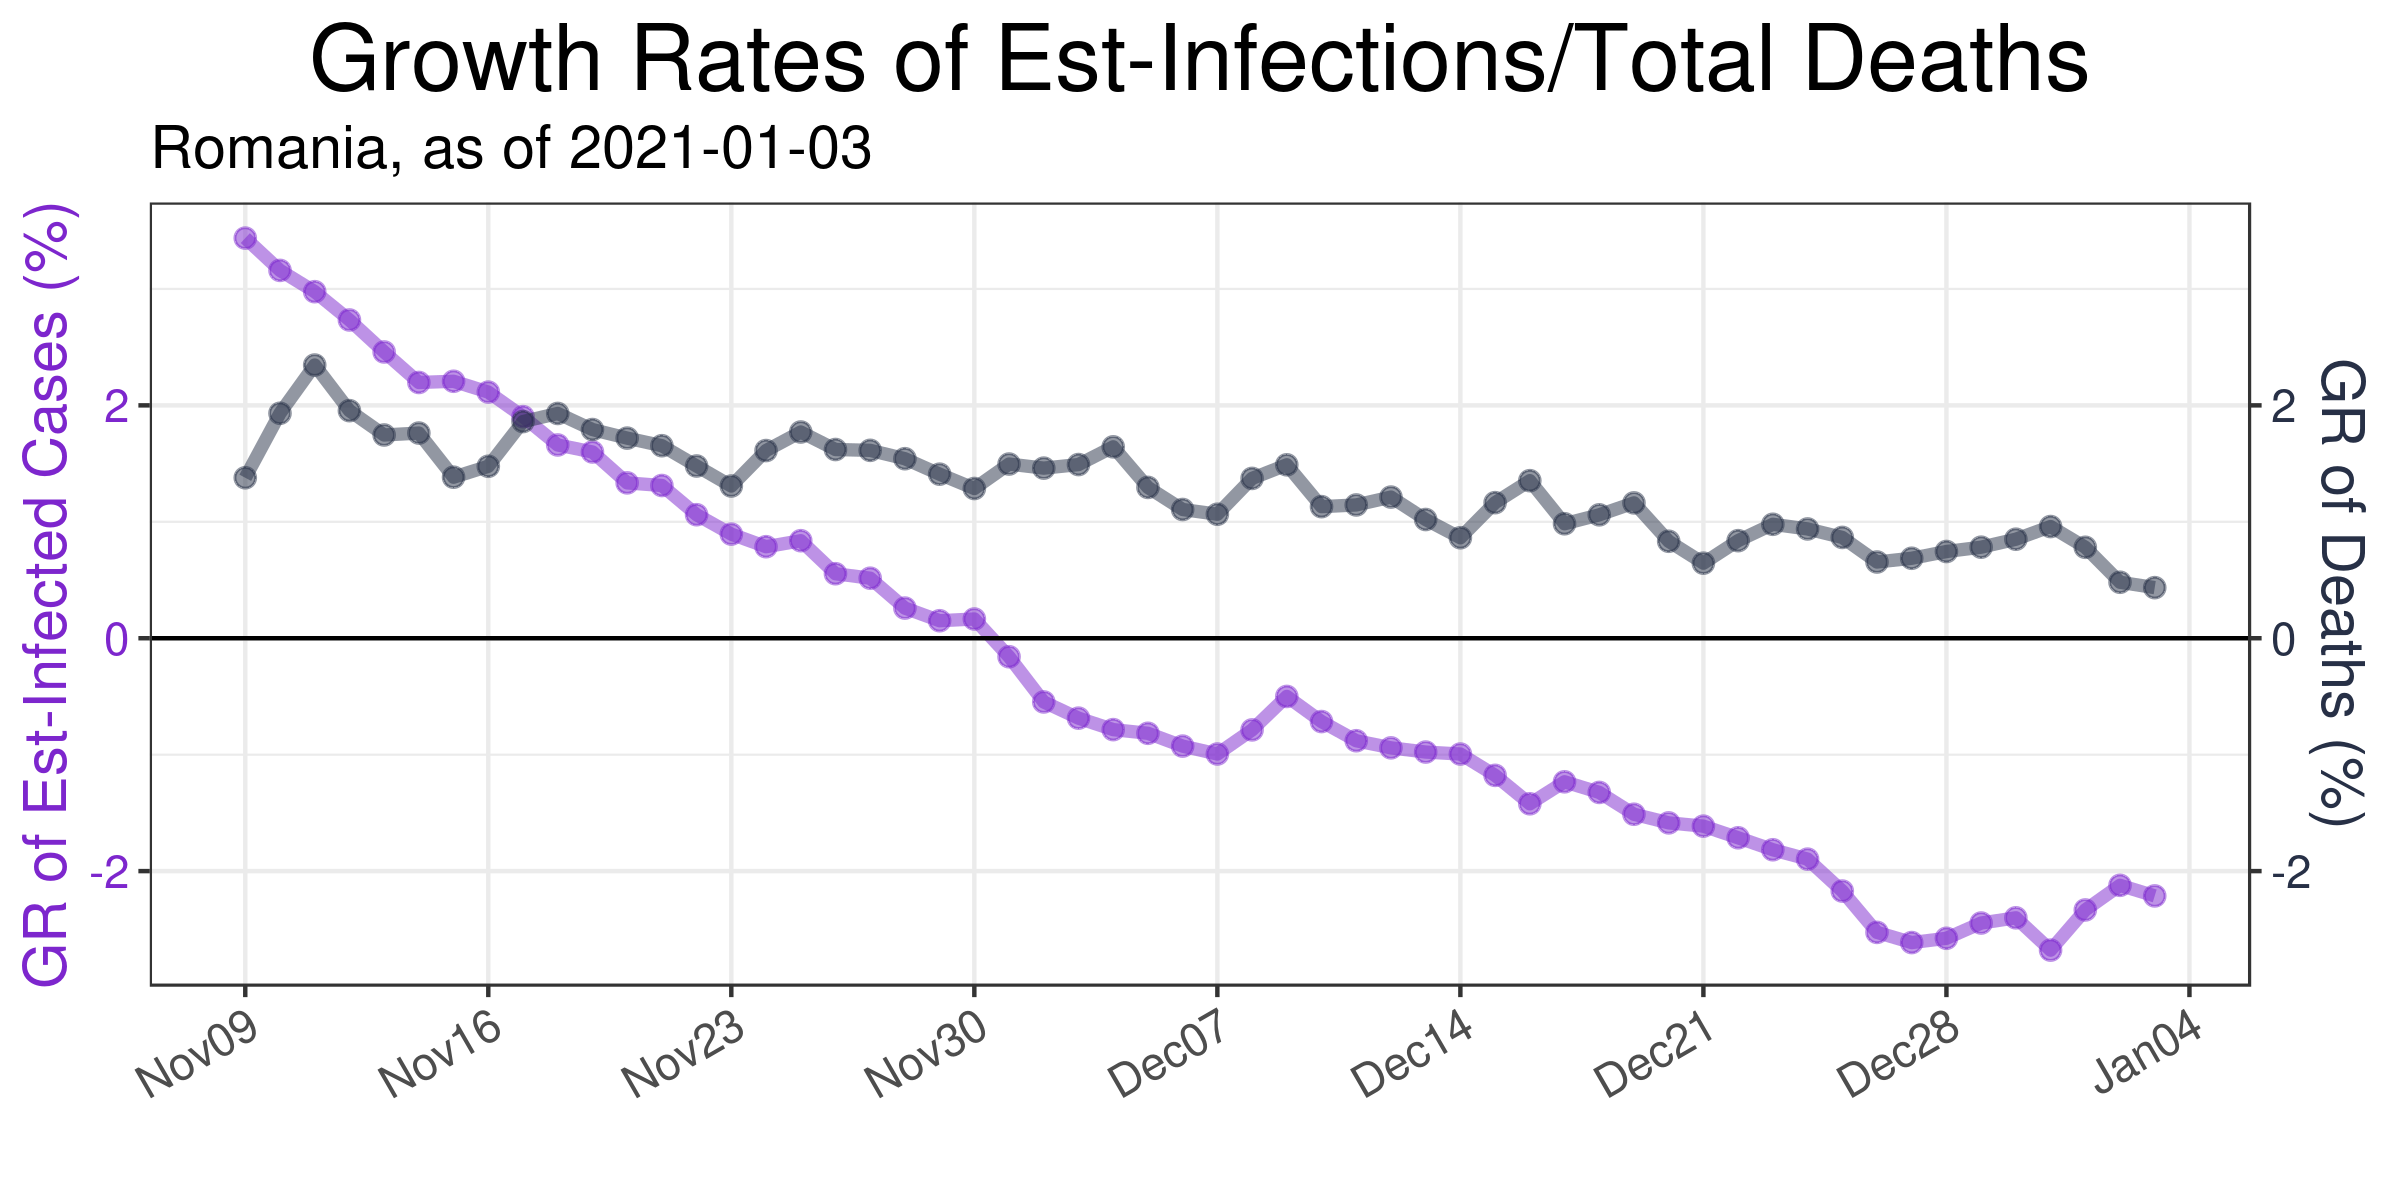 Growth Rates of Est-Infections/Total Deaths
Romania, as of 2021-01-03
GR of Est-Infected Cases (%)
2
0
-2
2
0
-2
GR of Deaths (%)
Nov09
Nov16
Nov23
Nov30
Dec07
Dec14
Dec21
Dec28
Jan04